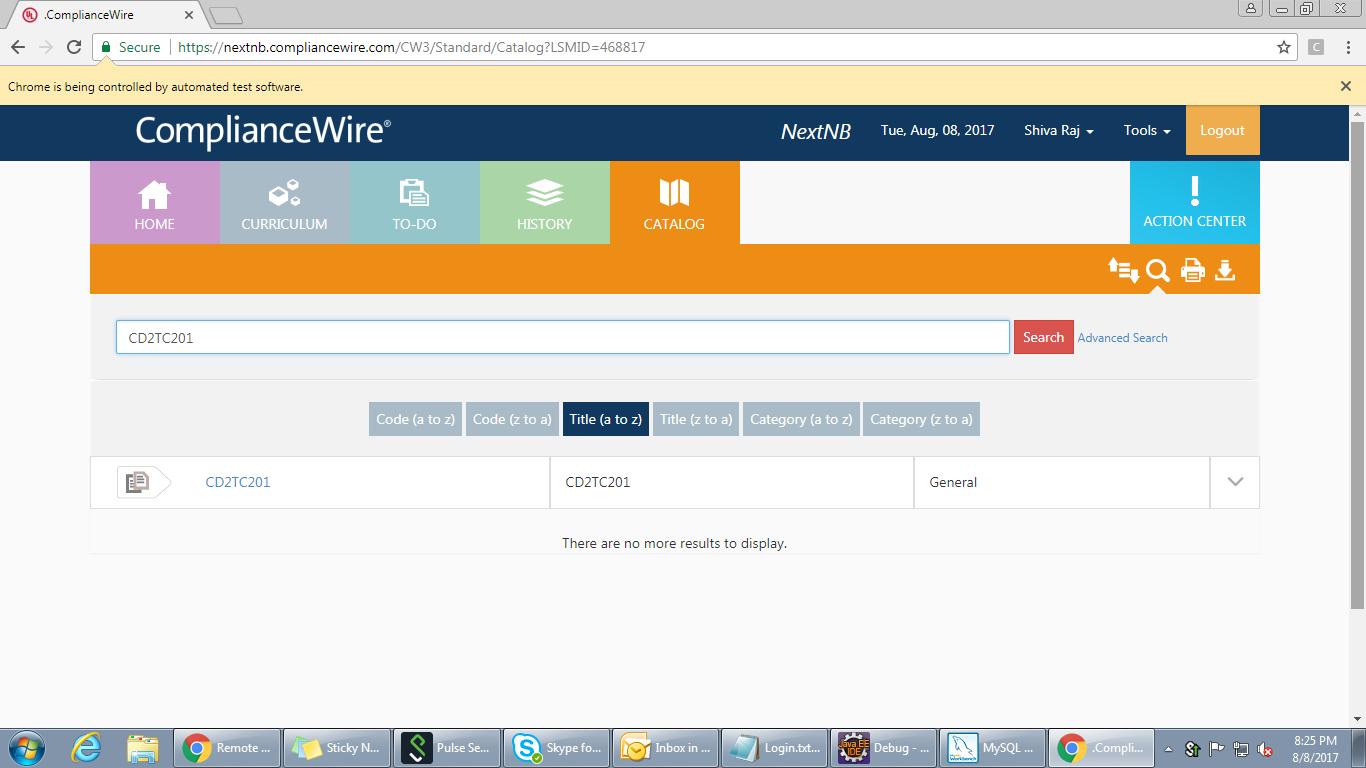 .ComplianceWire
Secure https://nextnb.compliancewire.com/CW3/Standard/Catalog?LSMID=468817
C
Chrome is being controlled by automated test software.
ComplianceWire®
NextNB Tue, Aug, 08, 2017 Shiva Raj Tools Logout
HOME CURRICULUM TO-DO HISTORY CATALOG ACTION CENTER
CD2TC201 Search Advanced Search
Code (a to z) Code (z to a) Title (a to z) Title (z to a) Category (a to z) Category (z to a)
CD2TC201 CD2TC201 General
There are no more results to display.
Remote ... Sticky N... Pulse Se... Skype fo... Inbox in ... Login.txt... Debug - ... MySQL ... .Compli...
8:25 PM
8/8/2017